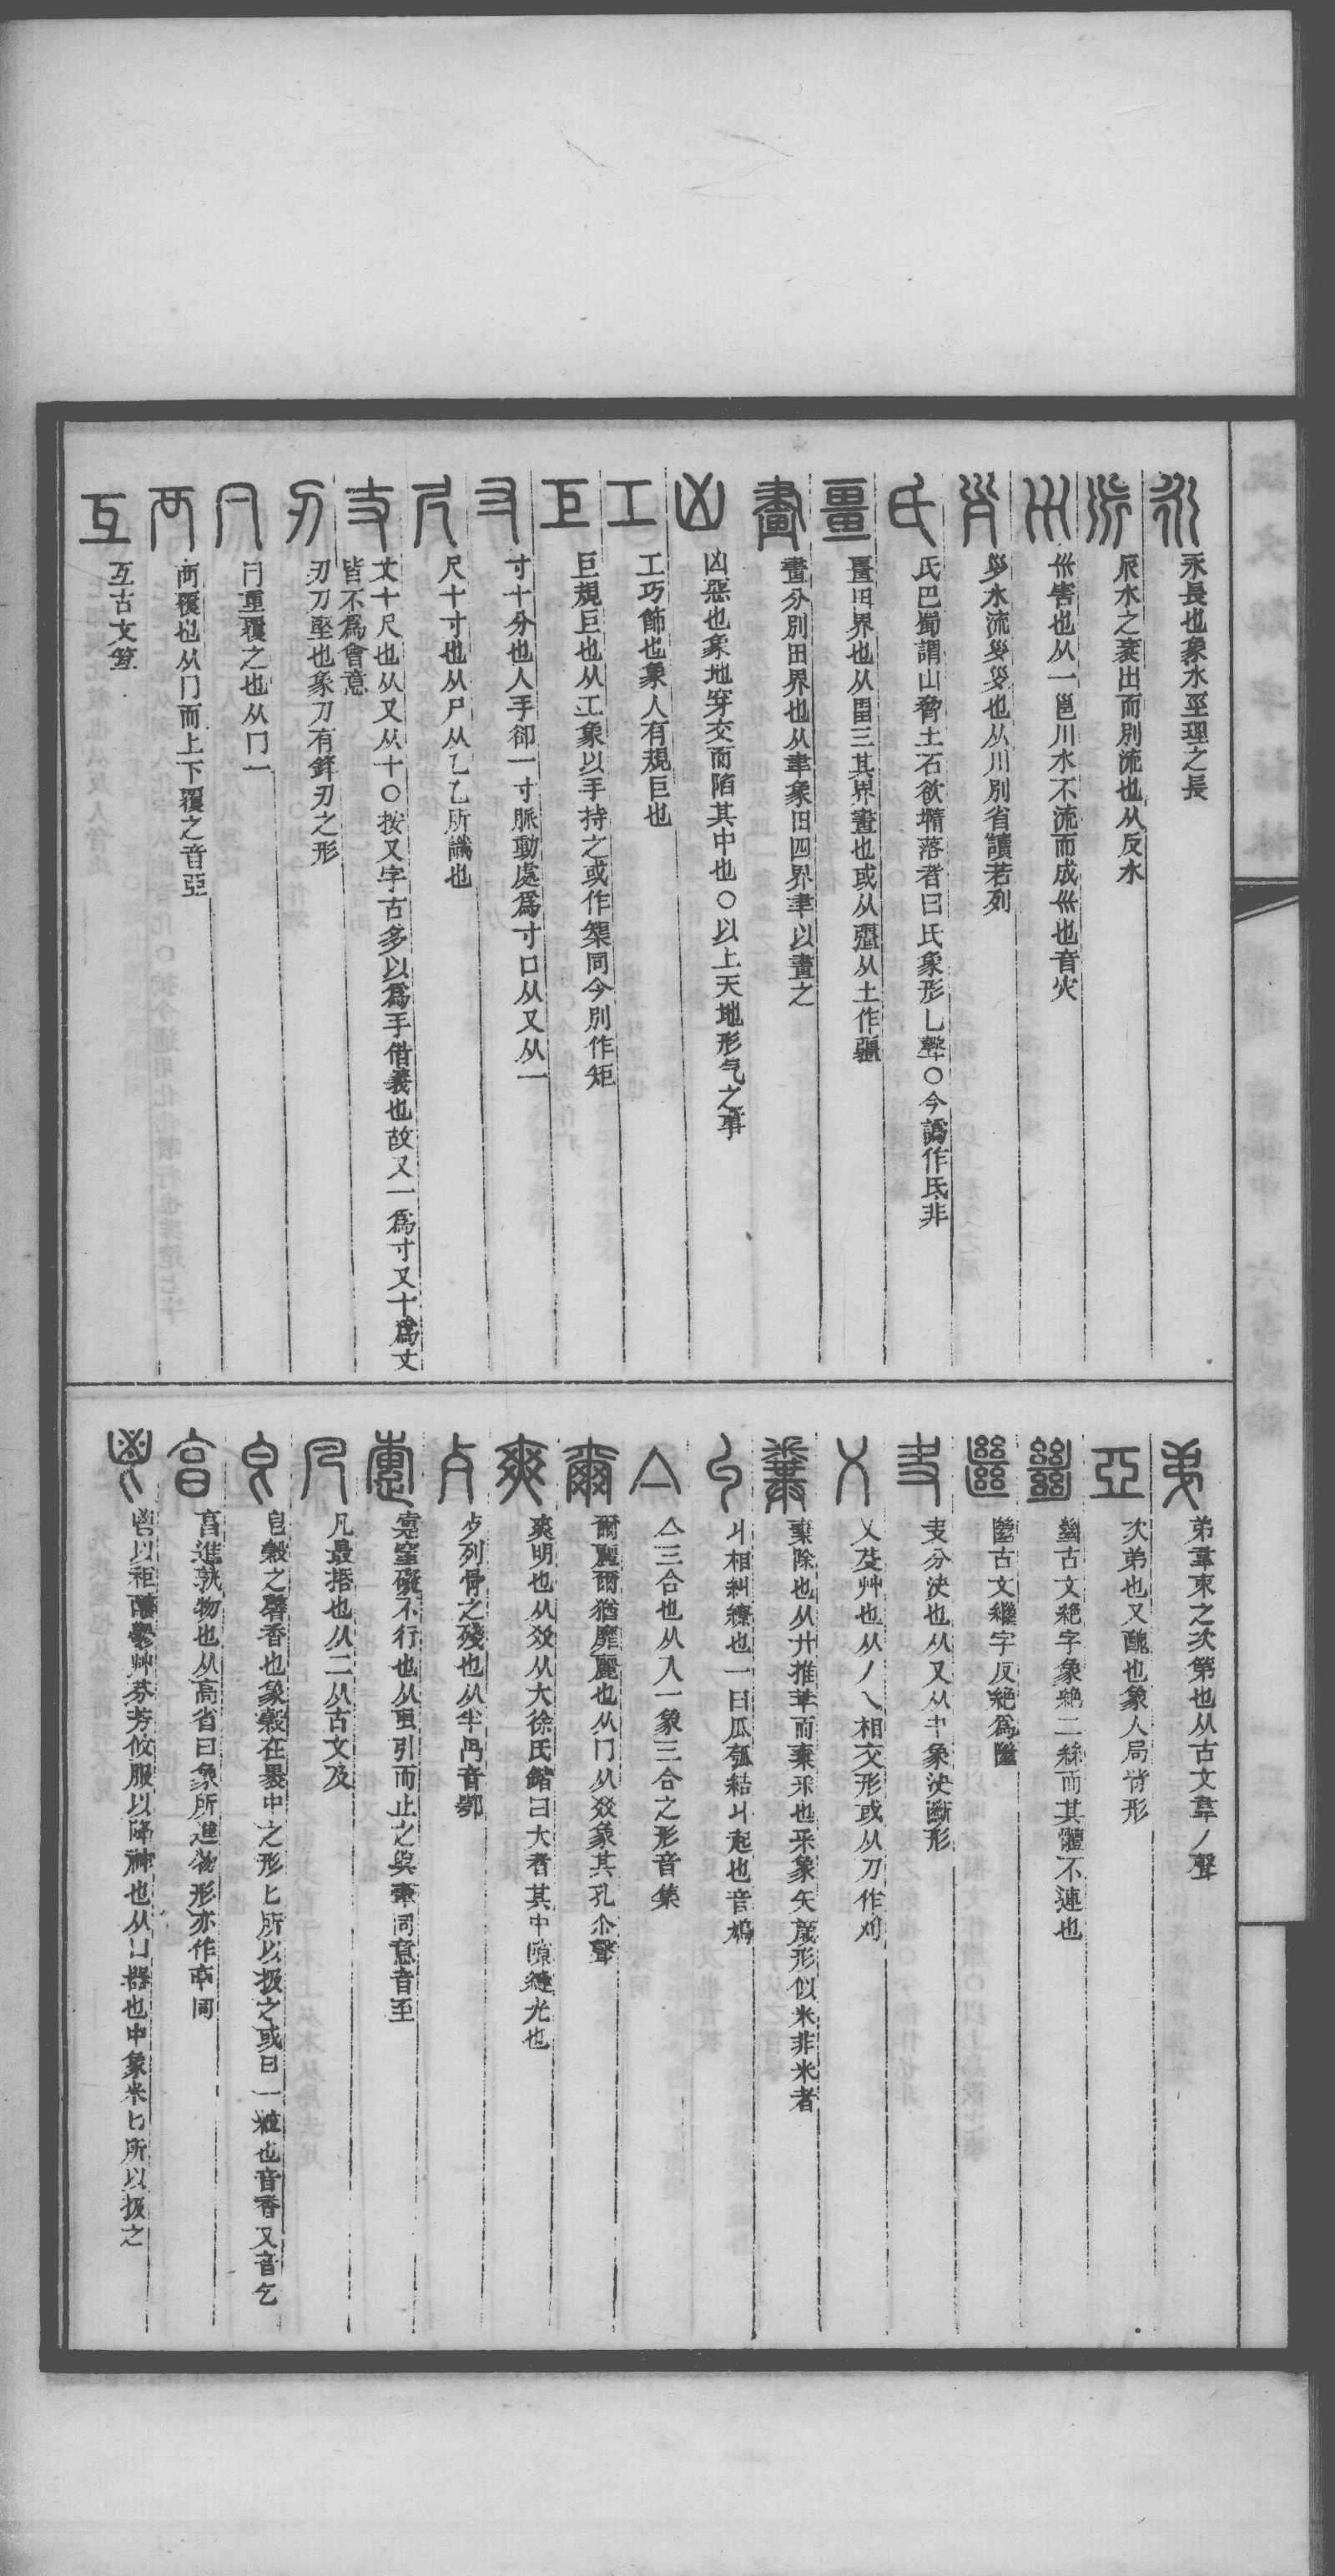 永長也象水巠理之長
𠂢水之衺出而別流也从反永
巛害也从一邕川水不流而成巛也音災
𡿪水流𡿪𡿪也从川列省讀若列
氏巴蜀謂山脅土石欲墮落者曰氏象形乁聲○今譌作氐非
畺田界也从畕三其界畫也或从彊从土作疆
畫分別田界也从聿象田四界聿以畫之
凶惡也象地穿交而陷其中也○以上天地形气之事
工巧飾也象人有規巨也
巨規巨也从工象以手持之或作榘同今別作矩
寸十分也人手卻一寸脈動處爲寸口从又从一
尺十寸也从尸从乙乙所識也
丈十尺也从又从十○按又字古多以爲手借義也故又一爲寸又十爲丈
皆不爲會意
刃刀堅也象刀有鋒刃之形
冃重覆之也从冂一
襾覆也从冂而上下覆之音亞
互古文笠
弟韋束之次第也从古文韋丿聲
次弟也又醜也象人局背形
𢇍古文絕字象絕二絲而其體不連也
㡭古文繼字反絕爲㡭
叏分決也从又从中象決斷形
乂芟艸也从丿乀相交形或从刀作刈
糞除也从廾推𠦒而糞釆也釆象矢廢形似米非米者
丩相糾繚也一曰瓜瓠結丩起也音鳩
亼三合也从入一象三合之形音集
爾麗爾猶靡麗也从冂从㸚象其孔尒聲
爽明也从㸚从大徐氏鍇曰大者其中隙縫光也
歺列骨之殘也从半冎音鄂
疐窒礙不行也从叀引而止之與牽同意音至
凡最括也从二从古文及
皀穀之馨香也象穀在裹中之形匕所以扱之或曰一粒也音香又音乞
亯進孰物也从高省曰象所進物形亦作亭同
鬯以秬釀鬱艸芬芳攸服以降神也从凵器也中象米匕所以扱之